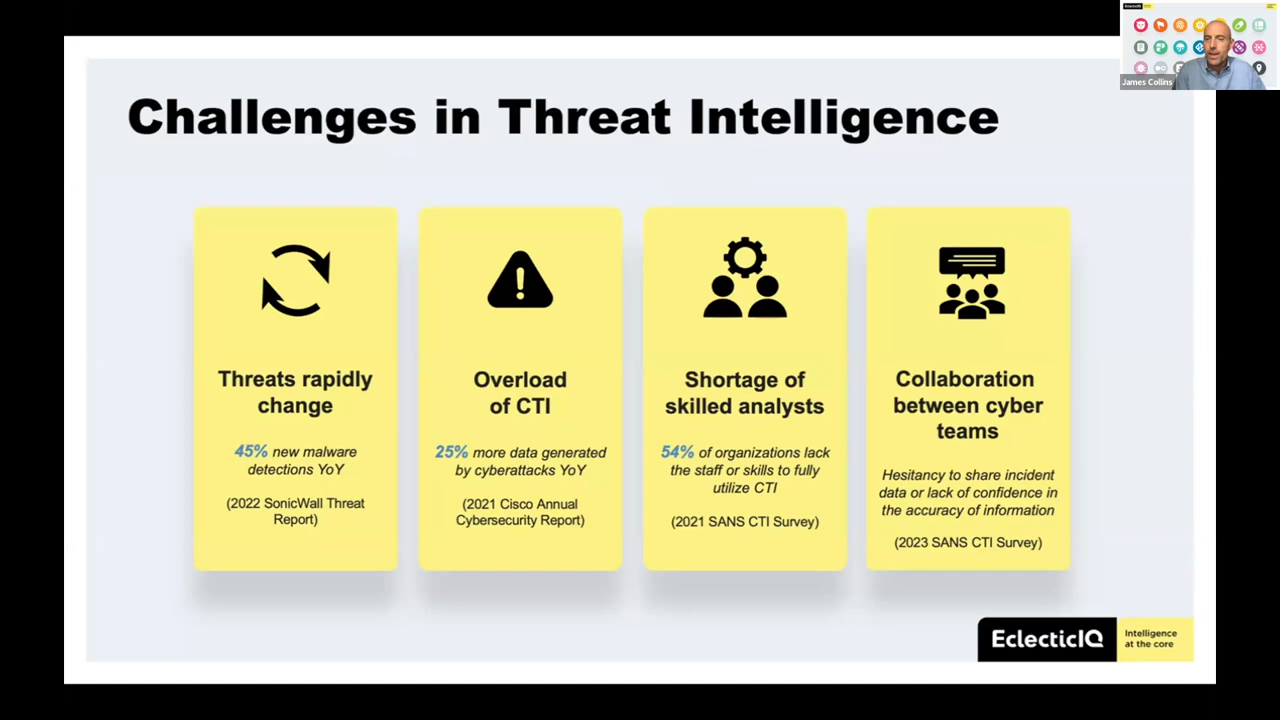 James Collins
Challenges in Threat Intelligence
Threats rapidly
change
45% new malware
detections YoY
(2022 SonicWall Threat
Report)
Overload
of CTI
25% more data generated
by cyberattacks YoY
(2021 Cisco Annual
Cybersecurity Report)
Shortage of
skilled analysts
54% of organizations lack
the staff or skills to fully
utilize CTI
(2021 SANS CTI Survey)
Collaboration
between cyber
teams
Hesitancy to share incident
data or lack of confidence in
the accuracy of information
(2023 SANS CTI Survey)
EclecticIQ
Intelligence
at the core